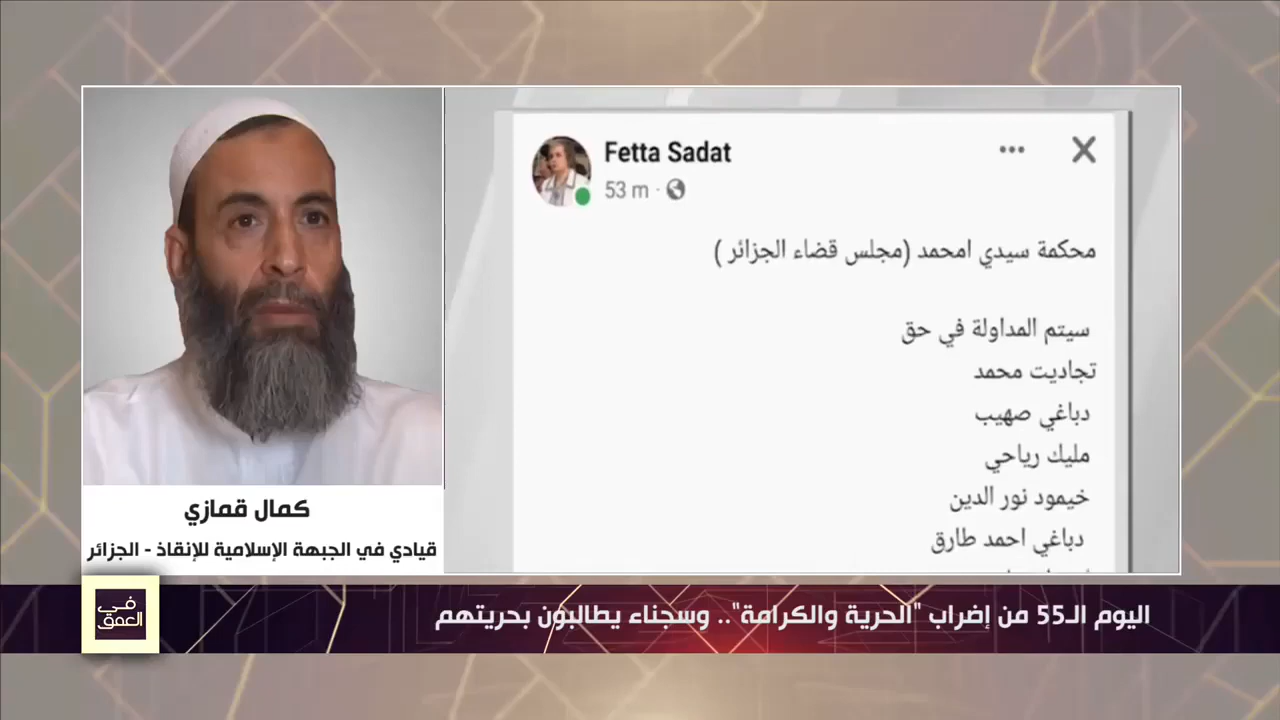 Fetta Sadat
53 m ·
محكمة سيدي امحمد (مجلس قضاء الجزائر )
سيتم المداولة في حق
تجاديت محمد
دباغي صهيب
مليك رياحي
خيمود نور الدين
دباغي احمد طارق
كمال قمازي
قيادي في الجبهة الإسلامية للإنقاذ - الجزائر
اليوم الـ55 من إضراب "الحرية والكرامة".. وسجناء يطالبون بحريتهم
في
العمق